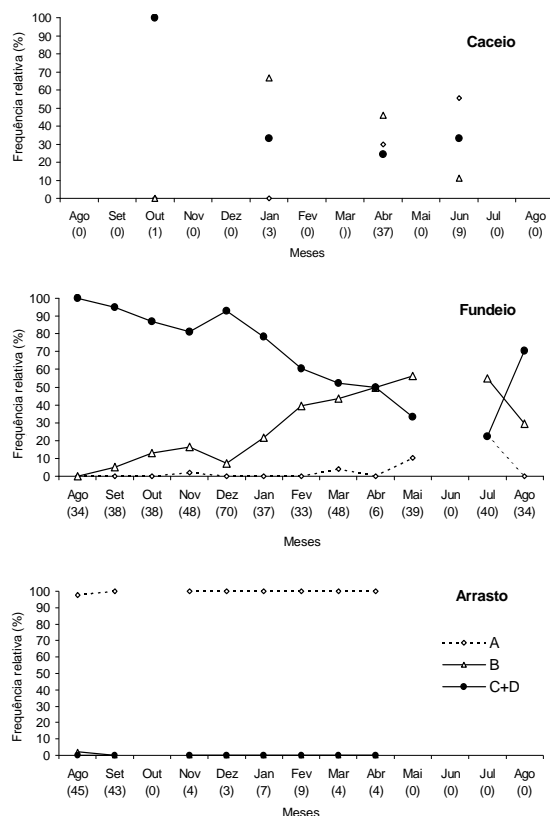 Caceio
Frequência relativa (%)
100
90
80
70
60
50
40
30
20
10
0
Ago Set Out Nov Dez Jan Fev Mar Abr Mai Jun Jul Ago
(0) (0) (1) (0) (0) (3) (0) ()) (37) (0) (9) (0) (0)
Meses
Fundeio
Frequência relativa (%)
100
90
80
70
60
50
40
30
20
10
0
Ago Set Out Nov Dez Jan Fev Mar Abr Mai Jun Jul Ago
(34) (38) (38) (48) (70) (37) (33) (48) (6) (39) (0) (40) (34)
Meses
Arrasto
Frequência relativa (%)
100
90
80
70
60
50
40
30
20
10
0
A
B
C+D
Ago Set Out Nov Dez Jan Fev Mar Abr Mai Jun Jul Ago
(45) (43) (0) (4) (3) (7) (9) (4) (4) (0) (0) (0) (0)
Meses